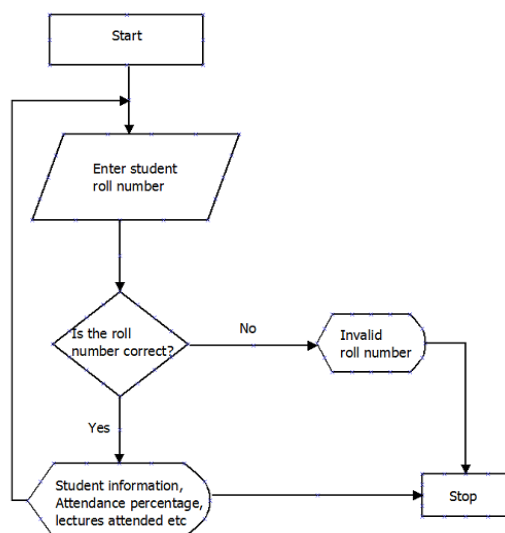 Start
Enter student
roll number
Is the roll
number correct?
No
Invalid
roll number
Yes
Student information,
Attendance percentage,
lectures attended etc
Stop